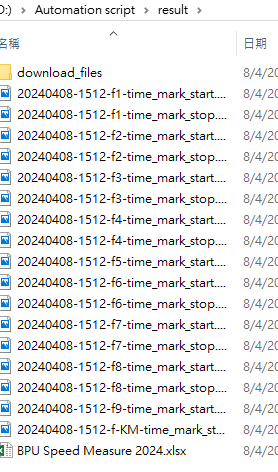 :) › Automation script › result ›
名稱 日期
download_files 8/4/20
20240408-1512-f1-time_mark_start.... 8/4/20
20240408-1512-f1-time_mark_stop.... 8/4/20
20240408-1512-f2-time_mark_start.... 8/4/20
20240408-1512-f2-time_mark_stop.... 8/4/20
20240408-1512-f3-time_mark_start.... 8/4/20
20240408-1512-f3-time_mark_stop.... 8/4/20
20240408-1512-f4-time_mark_start.... 8/4/20
20240408-1512-f4-time_mark_stop.... 8/4/20
20240408-1512-f5-time_mark_start.... 8/4/20
20240408-1512-f6-time_mark_start.... 8/4/20
20240408-1512-f6-time_mark_stop.... 8/4/20
20240408-1512-f7-time_mark_start.... 8/4/20
20240408-1512-f7-time_mark_stop.... 8/4/20
20240408-1512-f8-time_mark_start.... 8/4/20
20240408-1512-f8-time_mark_stop.... 8/4/20
20240408-1512-f9-time_mark_start.... 8/4/20
20240408-1512-f-KM-time_mark_st... 8/4/20
BPU Speed Measure 2024.xlsx 8/4/20